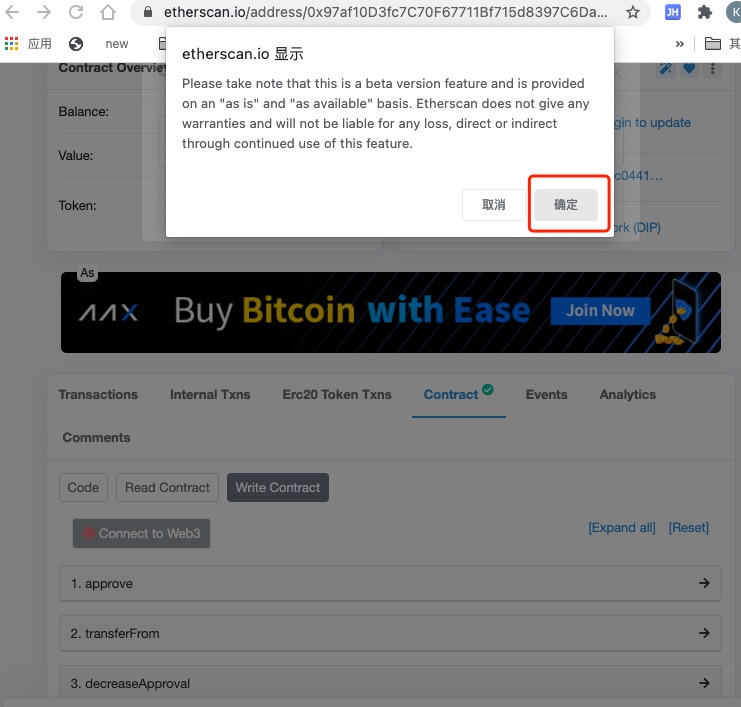 etherscan.io/address/0x97af10D3fc7C70F67711Bf715d8397C6Da...
JH
K
应用
new
»
其
Contract Overview
etherscan.io 显示
Please take note that this is a beta version feature and is provided
on an "as is" and "as available" basis. Etherscan does not give any
warranties and will not be liable for any loss, direct or indirect
through continued use of this feature.
取消
确定
Balance:
gin to update
Value:
c0441...
Token:
rk (DIP)
As
AAX
Buy Bitcoin with Ease
Join Now
Transactions
Internal Txns
Erc20 Token Txns
Contract
Events
Analytics
Comments
Code
Read Contract
Write Contract
Connect to Web3
[Expand all]
[Reset]
1. approve
2. transferFrom
3. decreaseApproval